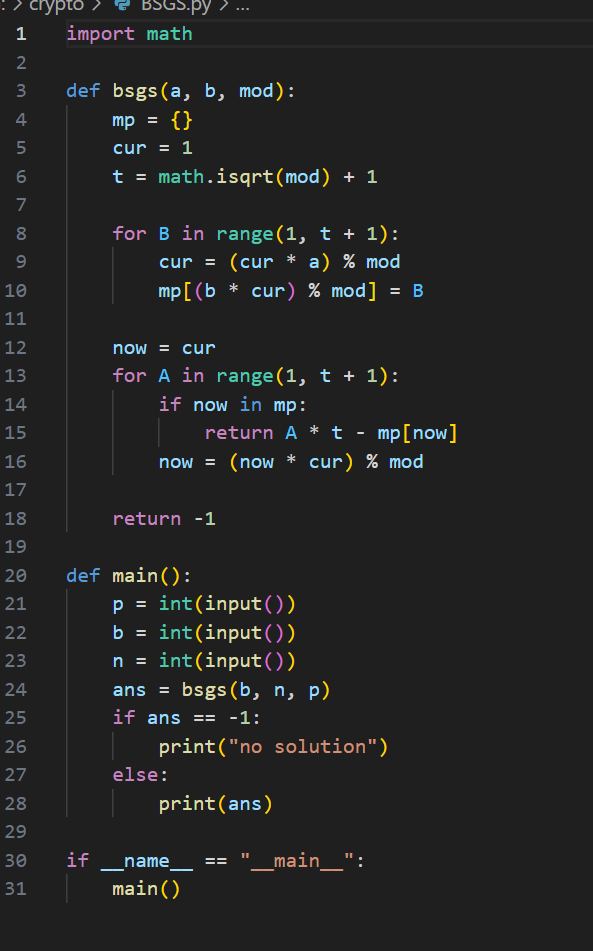 : > crypto > BSGS.py > ...
1 import math
2
3 def bsgs(a, b, mod):
4     mp = {}
5     cur = 1
6     t = math.isqrt(mod) + 1
7
8     for B in range(1, t + 1):
9         cur = (cur * a) % mod
10         mp[(b * cur) % mod] = B
11
12     now = cur
13     for A in range(1, t + 1):
14         if now in mp:
15             return A * t - mp[now]
16         now = (now * cur) % mod
17
18     return -1
19
20 def main():
21     p = int(input())
22     b = int(input())
23     n = int(input())
24     ans = bsgs(b, n, p)
25     if ans == -1:
26         print("no solution")
27     else:
28         print(ans)
29
30 if __name__ == "__main__":
31     main()